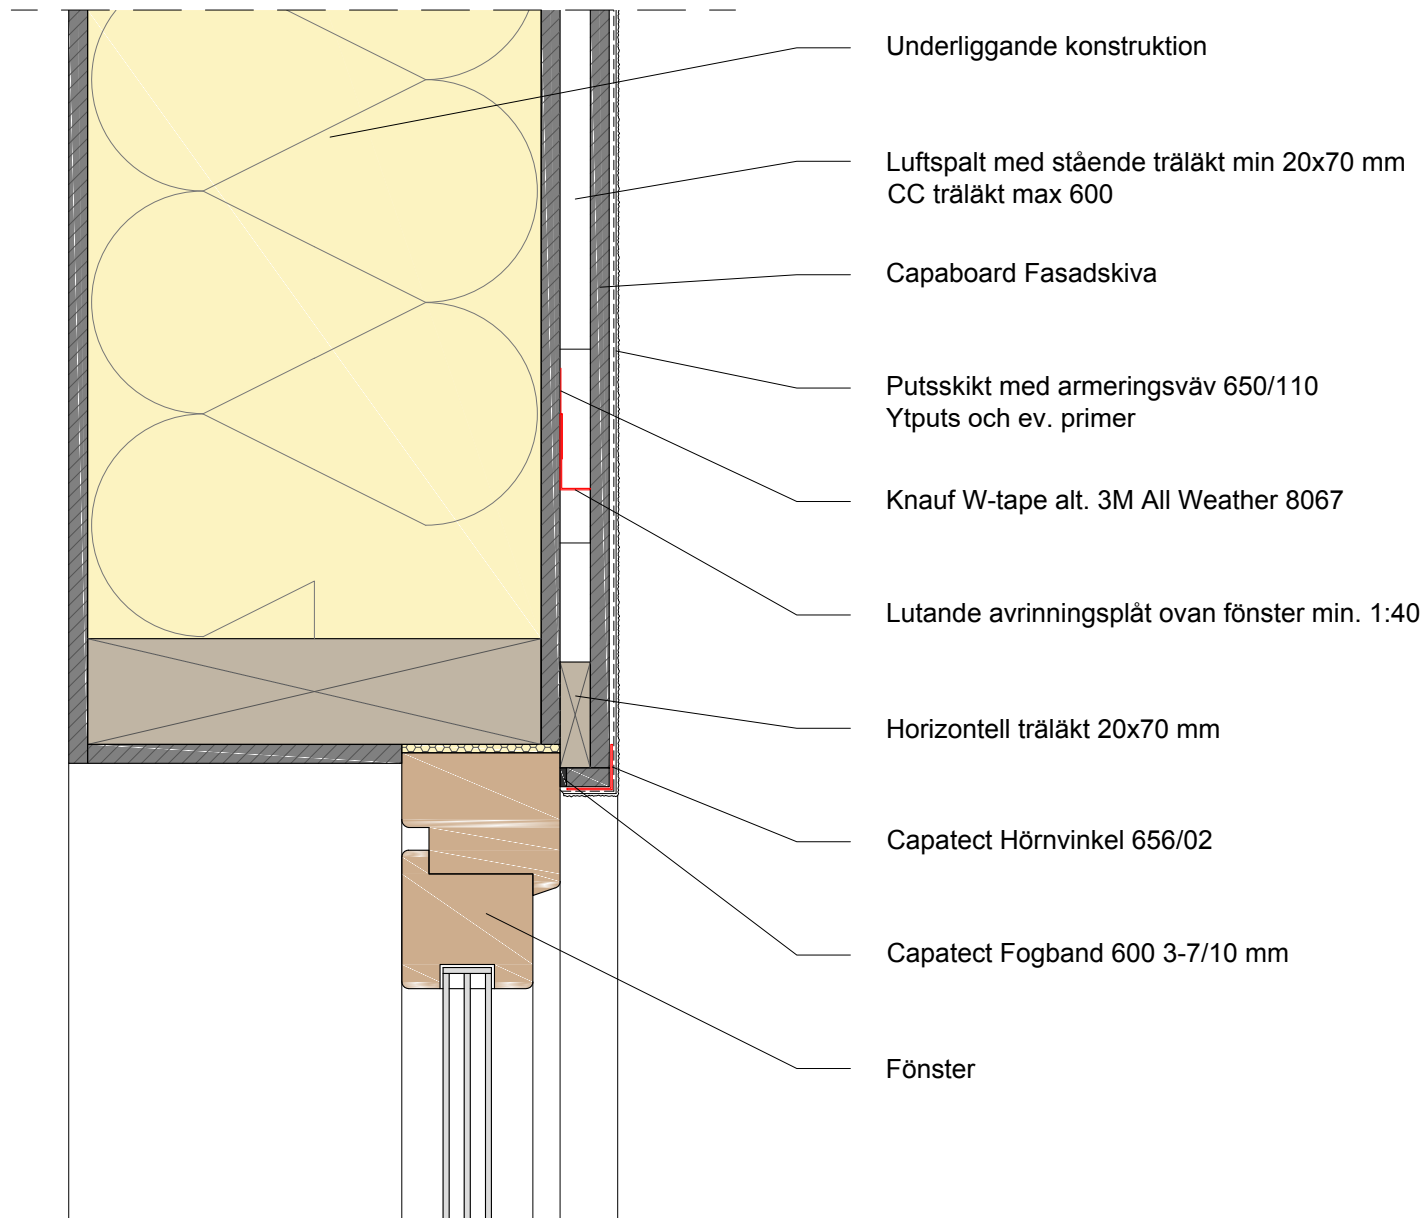 Underliggande konstruktion
Luftspalt med stående träläkt min 20x70 mm
CC träläkt max 600
Capaboard Fasadskiva
Putsskikt med armeringsväv 650/110
Ytputs och ev. primer
Knauf W-tape alt. 3M All Weather 8067
Lutande avrinningsplåt ovan fönster min. 1:40
Horizontell träläkt 20x70 mm
Capatect Hörnvinkel 656/02
Capatect Fogband 600 3-7/10 mm
Fönster